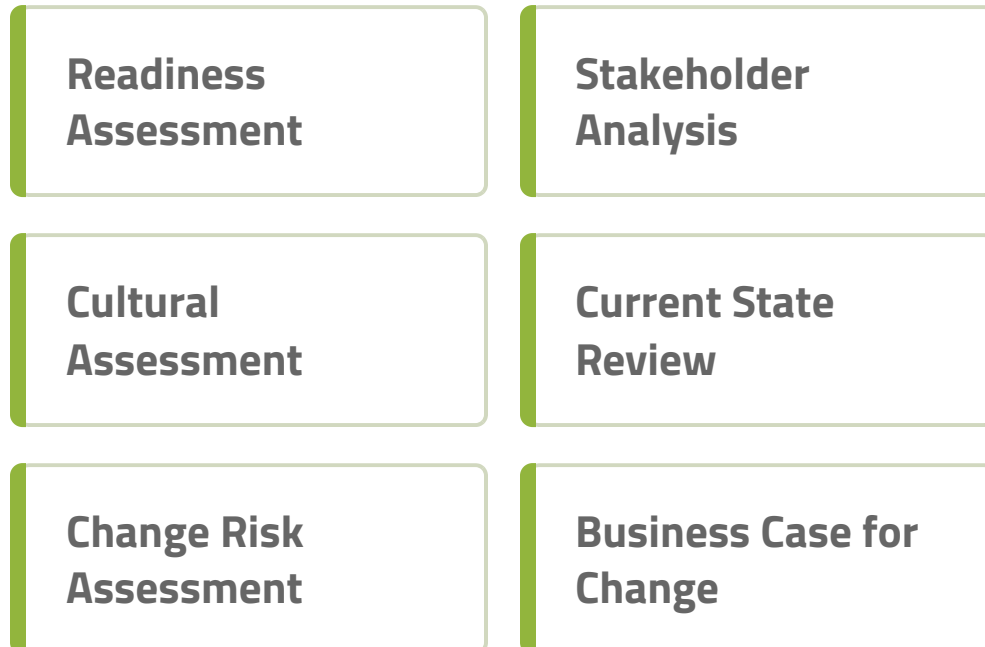 Readiness
Assessment
Stakeholder
Analysis
Cultural
Assessment
Current State
Review
Change Risk
Assessment
Business Case for
Change